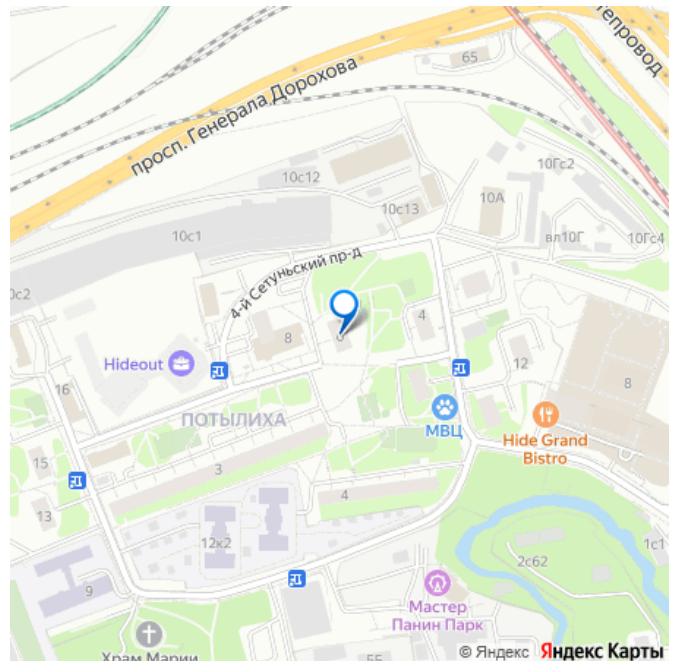 тепровод
просп. Генерала Дорохова
65
10с12
10Гс2
10А
10с13
вл10Г
10Гс4
10с1
4-й Сетуньский пр-д
0с2
4
8
Hideout
12
8
16
МВЦ
Hide Grand
Bistro
ПОТЫЛИХА
15
3
4
13
12к2
1с1
2с62
9
Мастер
Панин Парк
Храм Марии
55
© Яндекс Яндекс Карты